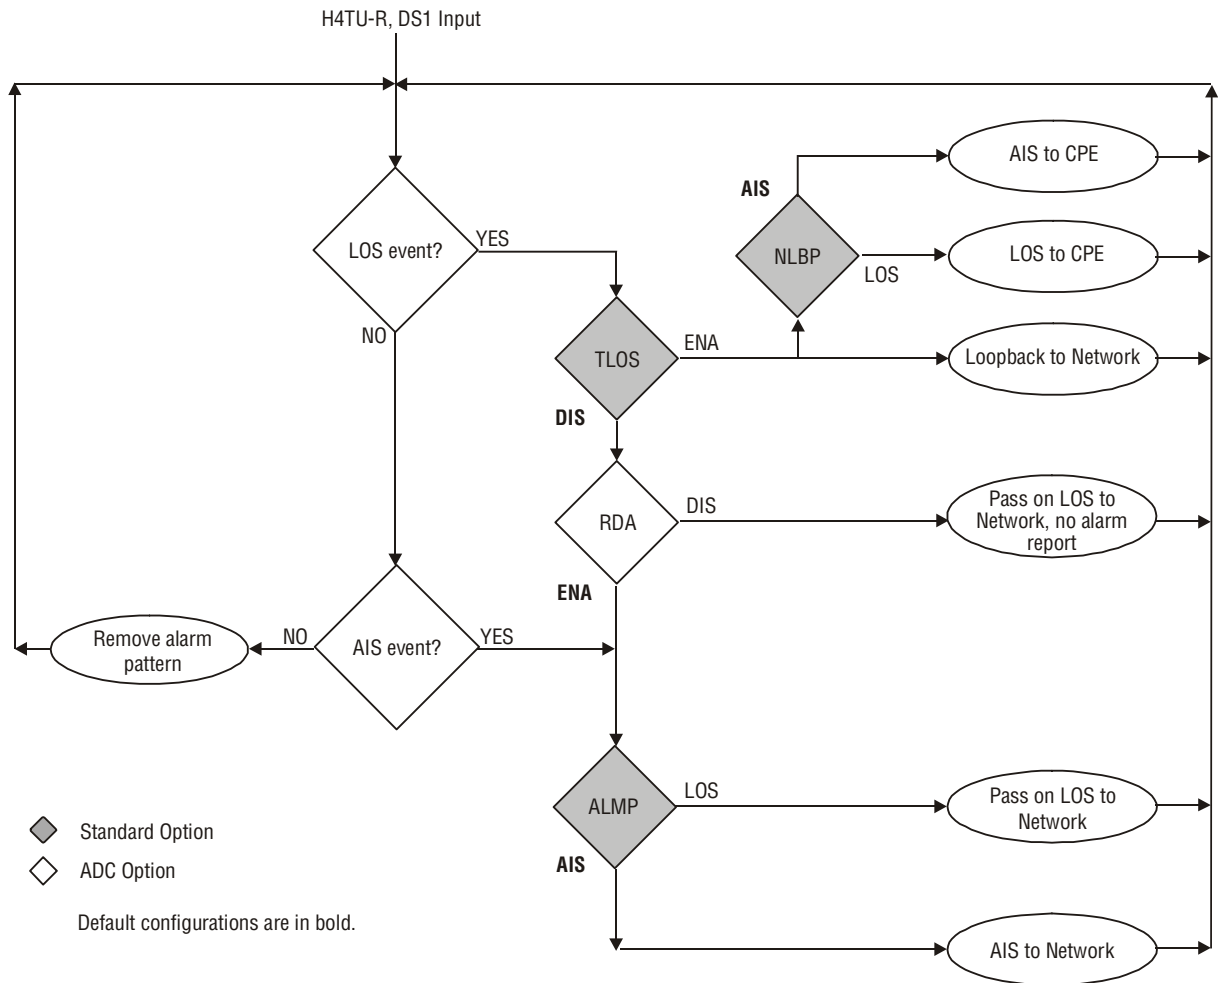 H4TU-R, DS1 Input
AIS to CPE
AIS
LOS event?
YES
NLBP
LOS
LOS to CPE
NO
TLOS
ENA
Loopback to Network
DIS
RDA
DIS
Pass on LOS to
Network, no alarm
report
ENA
Remove alarm
pattern
NO
AIS event?
YES
ALMP
LOS
Pass on LOS to
Network
AIS
Standard Option
ADC Option
Default configurations are in bold.
AIS to Network